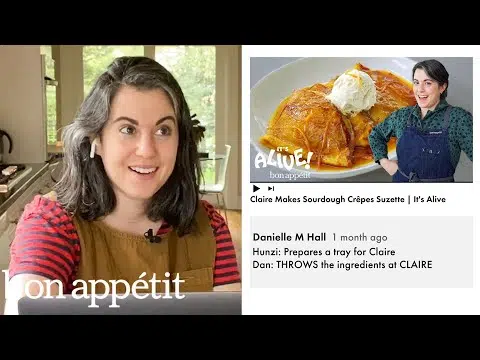 bon appétit
IT'S
ALIVE!
bon appétit
Claire Makes Sourdough Crêpes Suzette | It's Alive
Danielle M Hall 1 month ago
Hunzi: Prepares a tray for Claire
Dan: THROWS the ingredients at CLAIRE